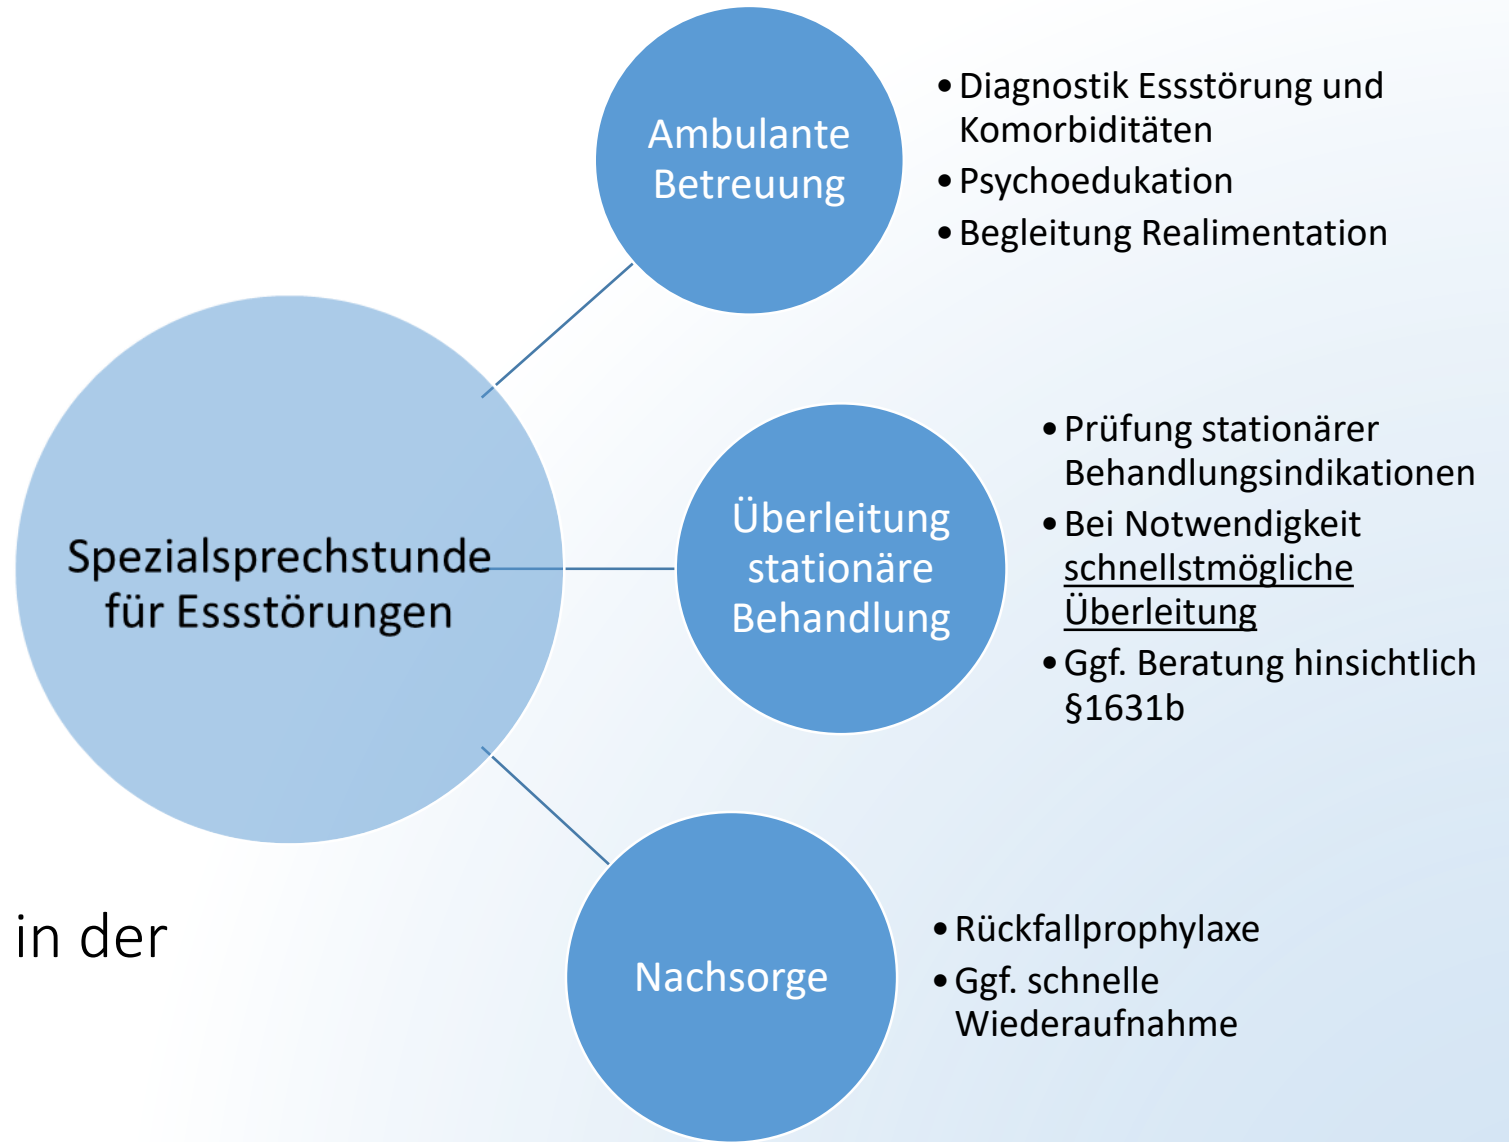 Spezialsprechstunde
für Essstörungen
Ambulante
Betreuung
• Diagnostik Essstörung und
Komorbiditäten
• Psychoedukation
• Begleitung Realimentation
Überleitung
stationäre
Behandlung
• Prüfung stationärer
Behandlungsindikationen
• Bei Notwendigkeit
schnellstmögliche
Überleitung
• Ggf. Beratung hinsichtlich
§1631b
Nachsorge
• Rückfallprophylaxe
• Ggf. schnelle
Wiederaufnahme
in der